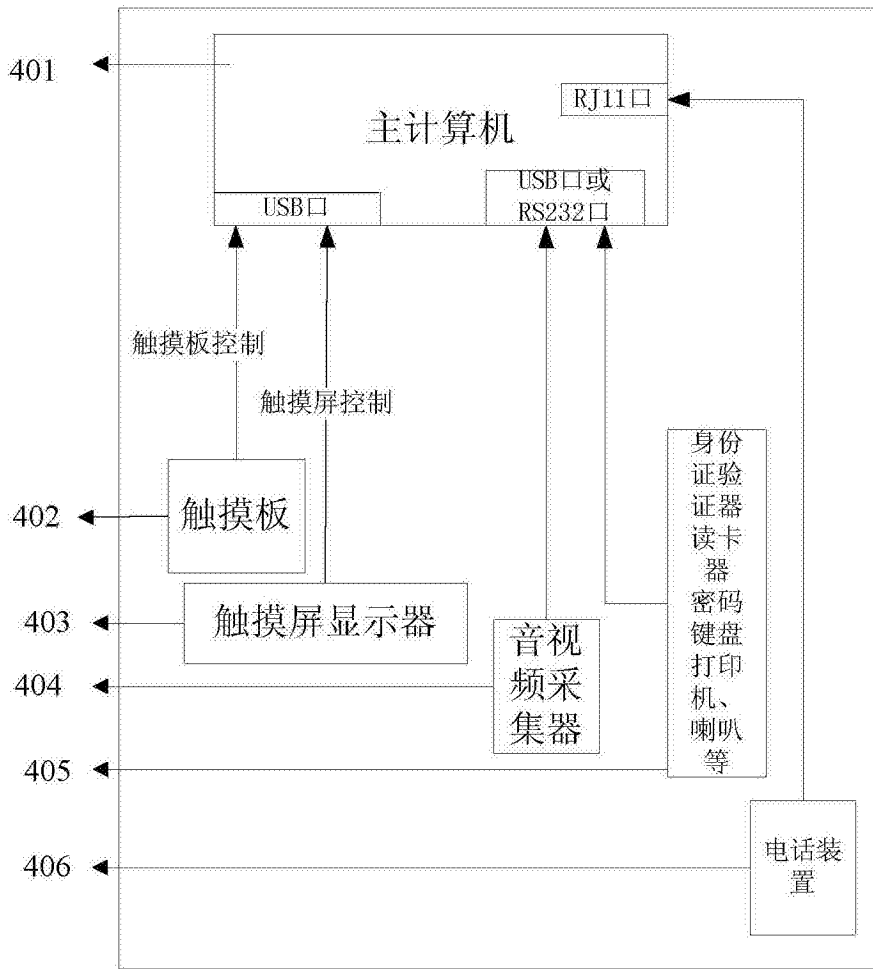 401
RJ11口
主计算机
USB口或
RS232口
USB口
触摸板控制
触摸屏控制
身份
证验
证器
读卡
器
密码
键盘
打印
机、
喇叭
等
402
触摸板
403
触摸屏显示器
音视
频采
集器
404
405
406
电话装
置